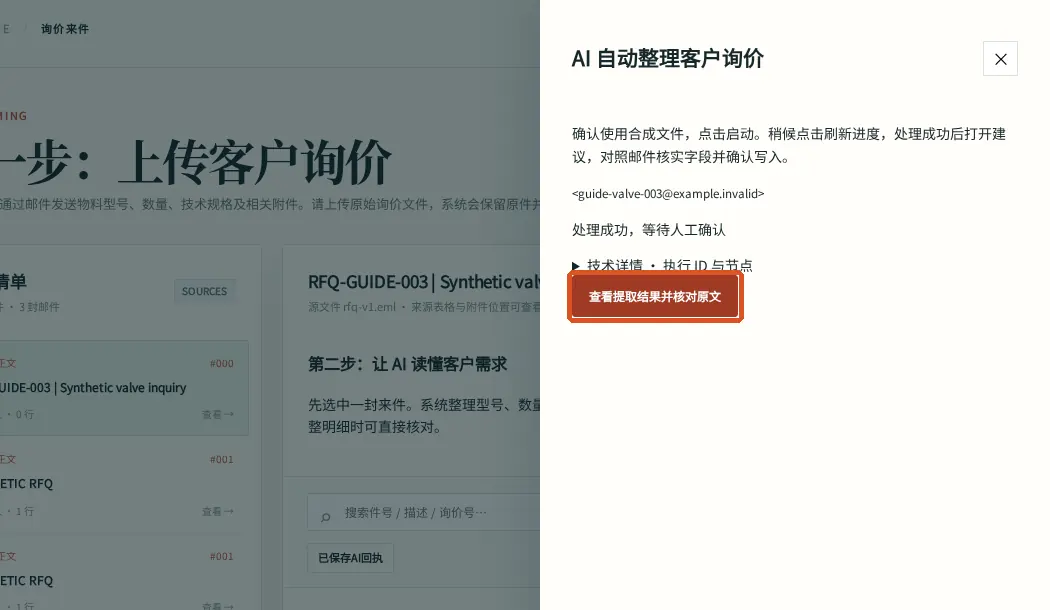 E / 询价来件
MING
一步：上传客户询价
通过邮件发送物料型号、数量、技术规格及相关附件。请上传原始询价文件，系统会保留原件并
清单
SOURCES
· 3 封邮件
正文 #000
UIDE-003 | Synthetic valve inquiry
· 0 行 查看 →
正文 #001
ETIC RFQ
· 1 行 查看 →
正文 #001
ETIC RFQ
· 1 行 查看 →
RFQ-GUIDE-003 | Synthetic val
源文件 rfq-v1.eml · 来源表格与附件位置可查看
第二步：让 AI 读懂客户需求
先选中一封来件。系统整理型号、数量
整明细时可直接核对。
搜索件号 / 描述 / 询价号…
已保存AI回执
AI 自动整理客户询价
确认使用合成文件，点击启动。稍候点击刷新进度，处理成功后打开建
议，对照邮件核实字段并确认写入。
<guide-valve-003@example.invalid>
处理成功，等待人工确认
技术详情 · 执行 ID 与节点
查看提取结果并核对原文